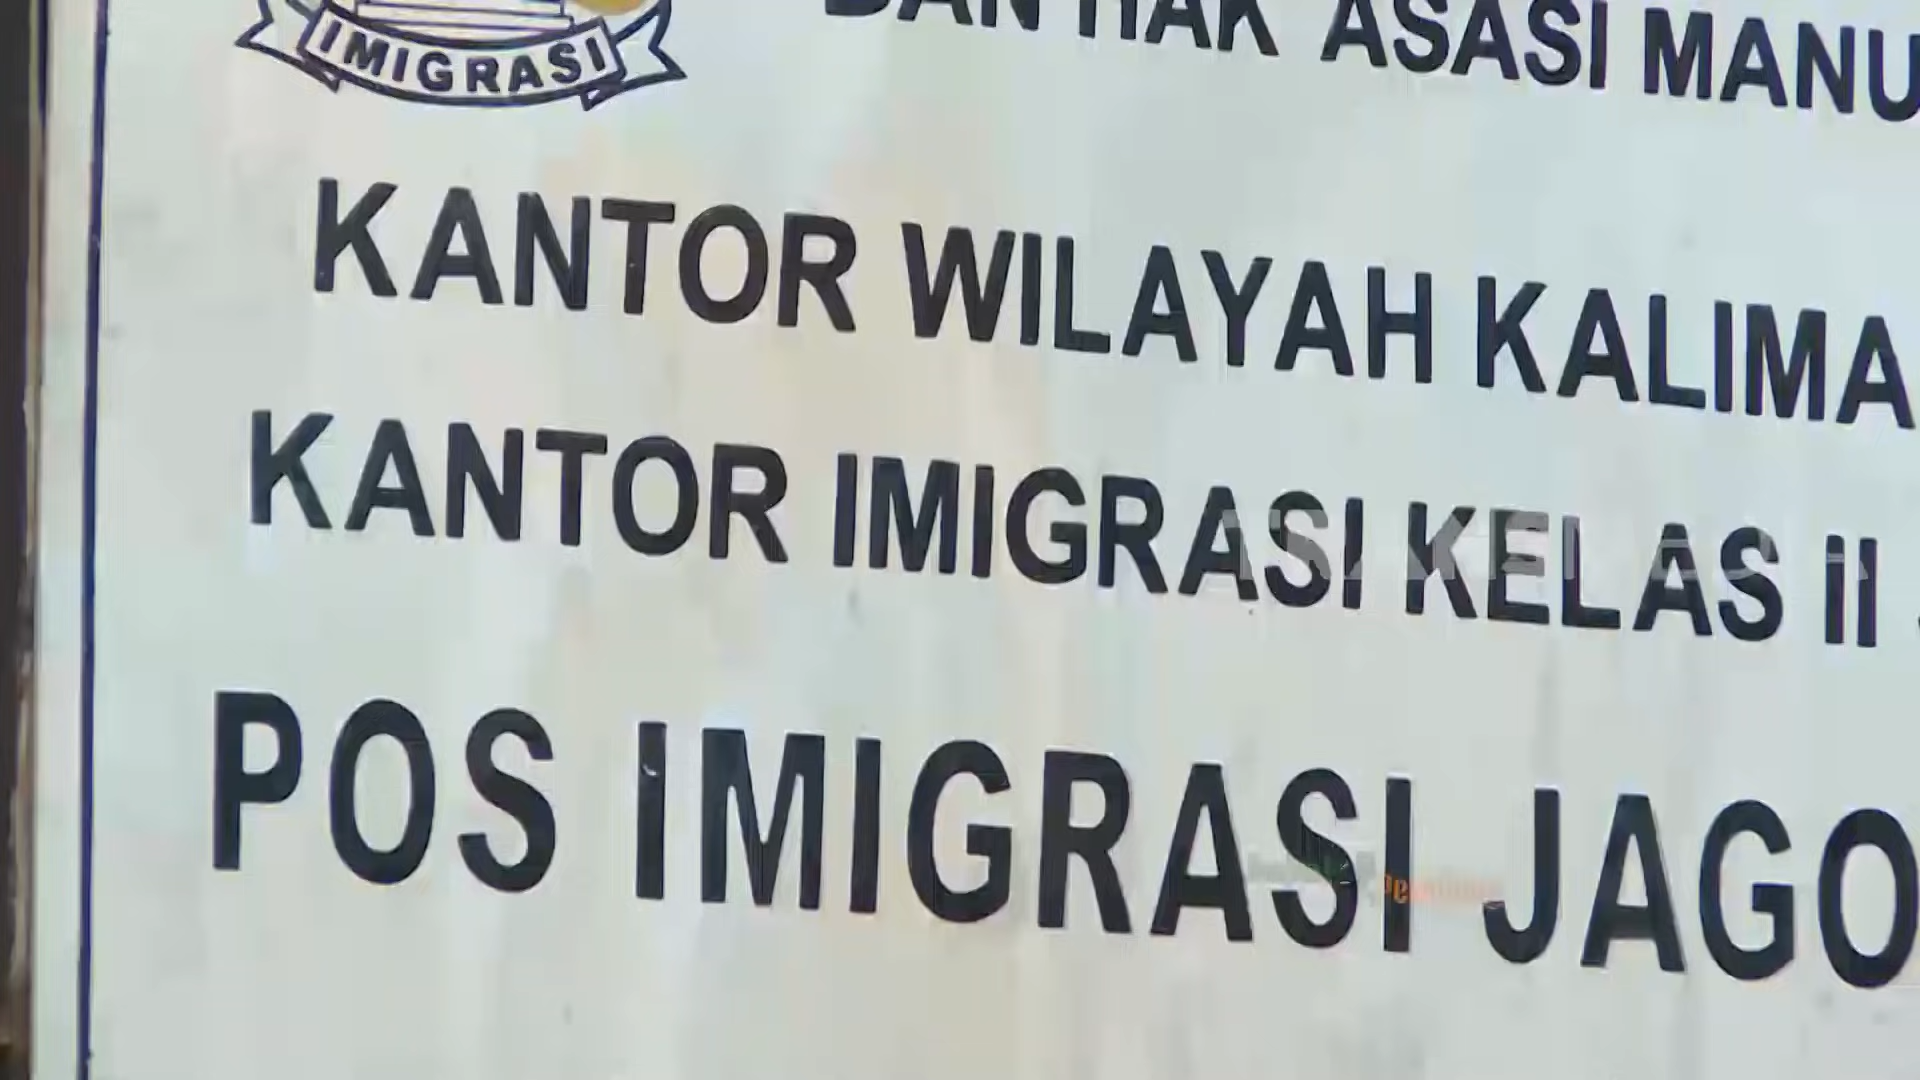 IMIGRASI
DAN HAK ASASI MANU
KANTOR WILAYAH KALIMA
KANTOR IMIGRASI KELAS II
POS IMIGRASI JAGO